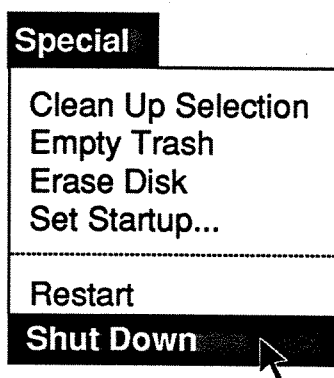 Special
Clean Up Selection
Empty Trash
Erase Disk
Set Startup...
Restart
Shut Down